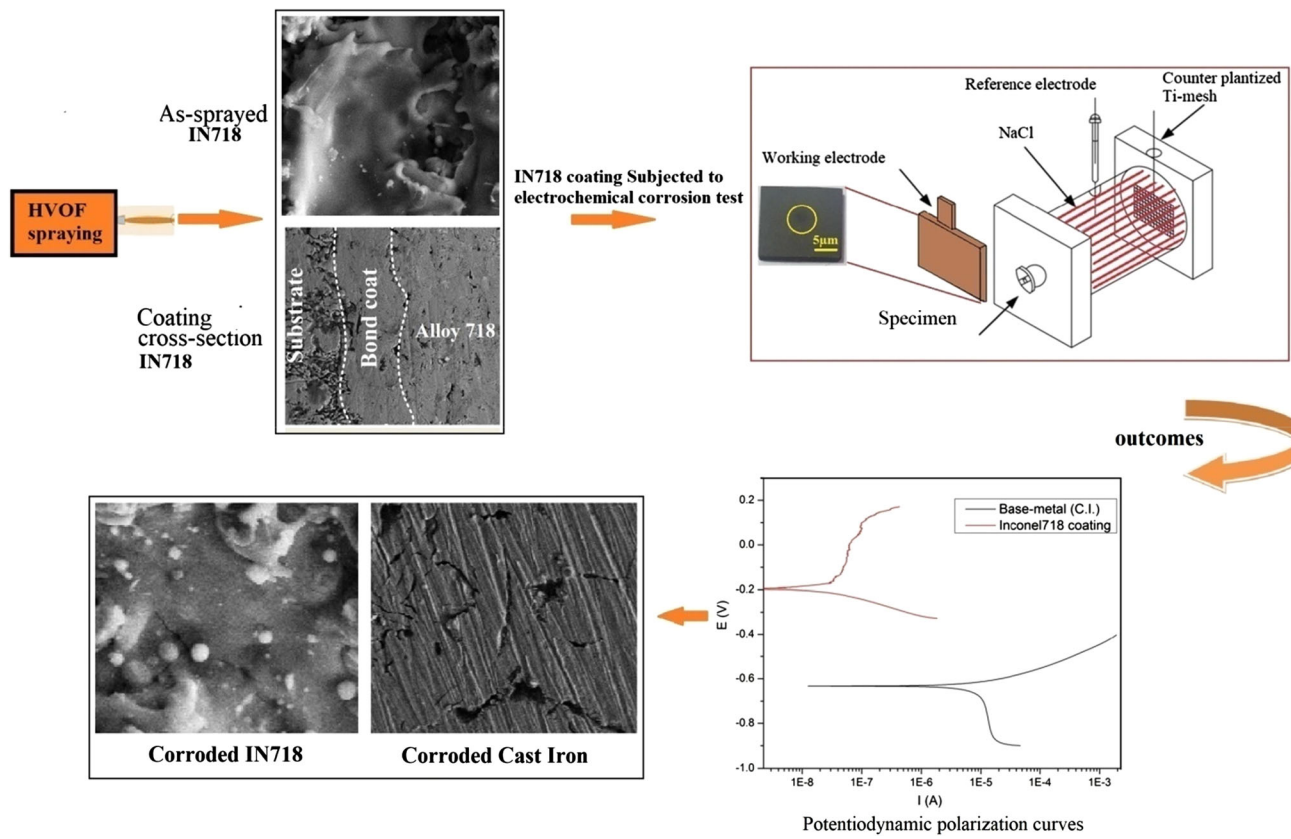 HVOF
spraying
As-sprayed
IN718
Coating
cross-section
IN718
Substrate
Bond coat
Alloy 718
IN718 coating Subjected to
electrochemical corrosion test
Reference electrode
Counter plantized
Ti-mesh
NaCl
Working electrode
5μm
Specimen
outcomes
Corroded IN718
Corroded Cast Iron
Base-metal (C.I.)
Inconel718 coating
E (V)
0.2
0.0
-0.2
-0.4
-0.6
-0.8
-1.0
1E-8 1E-7 1E-6 1E-5 1E-4 1E-3
I (A)
Potentiodynamic polarization curves